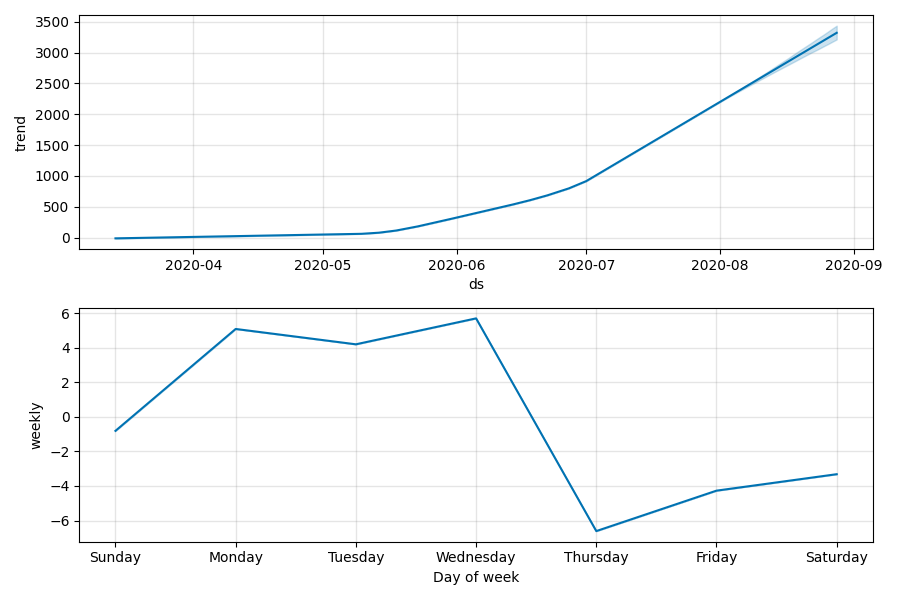 3500
3000
2500
2000
1500
1000
500
0
trend
2020-04 2020-05 2020-06 2020-07 2020-08 2020-09
ds
6
4
2
0
−2
−4
−6
weekly
Sunday Monday Tuesday Wednesday Thursday Friday Saturday
Day of week